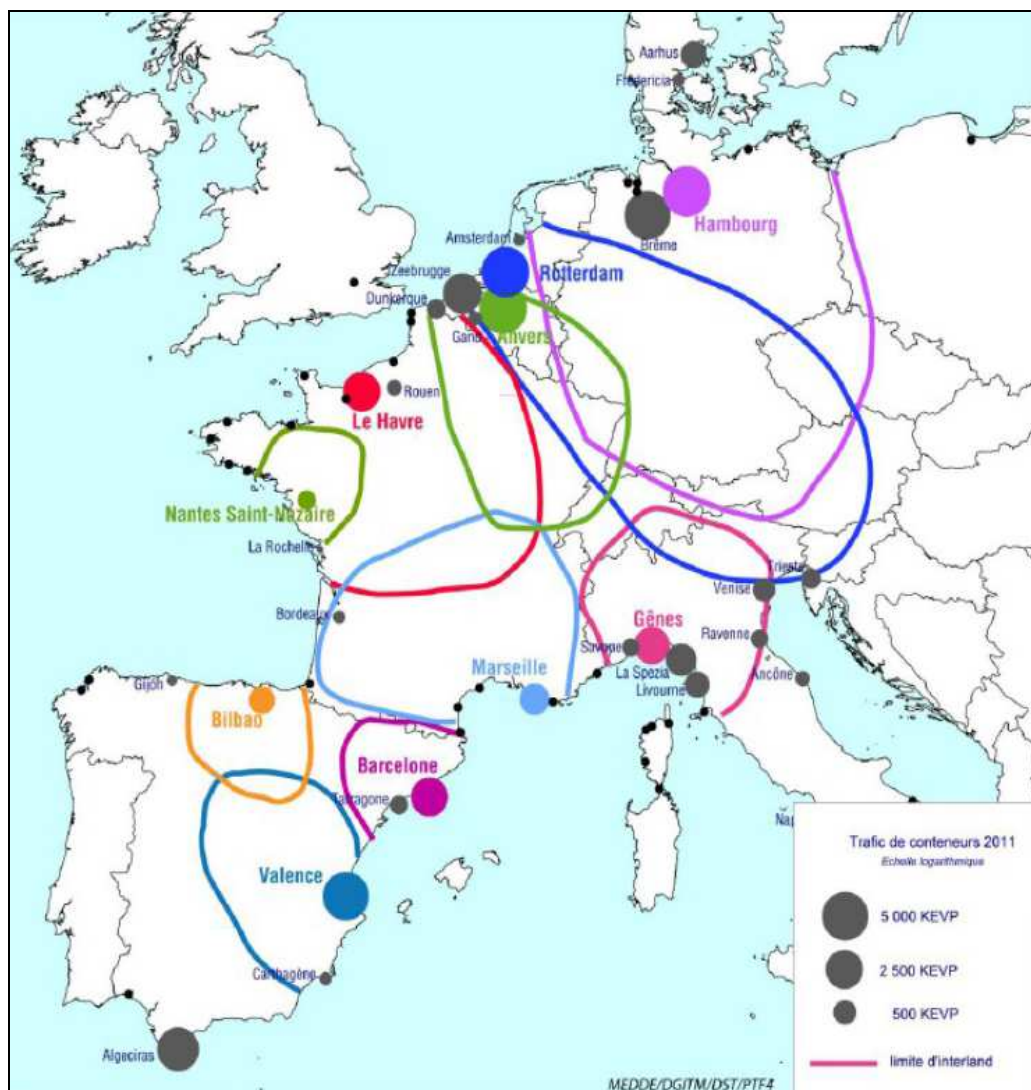 Aarhus
Fredericia
Hambourg
Brême
Amsterdam
Rotterdam
Zeebrugge
Dunkerque
Anvers
Gand
Rouen
Le Havre
Nantes Saint-Nazaire
La Rochelle
Bordeaux
Trieste
Venise
Gênes
Savone
Ravenne
La Spezia
Livourne
Ancône
Marseille
Gijon
Bilbao
Barcelone
Tarragone
Valence
Carthagène
Algeciras
Nap
Trafic de conteneurs 2011
Echelle logarithmique
5 000 KEVP
2 500 KEVP
500 KEVP
limite d'interland
MEDDE/DGITM/DST/PTF4